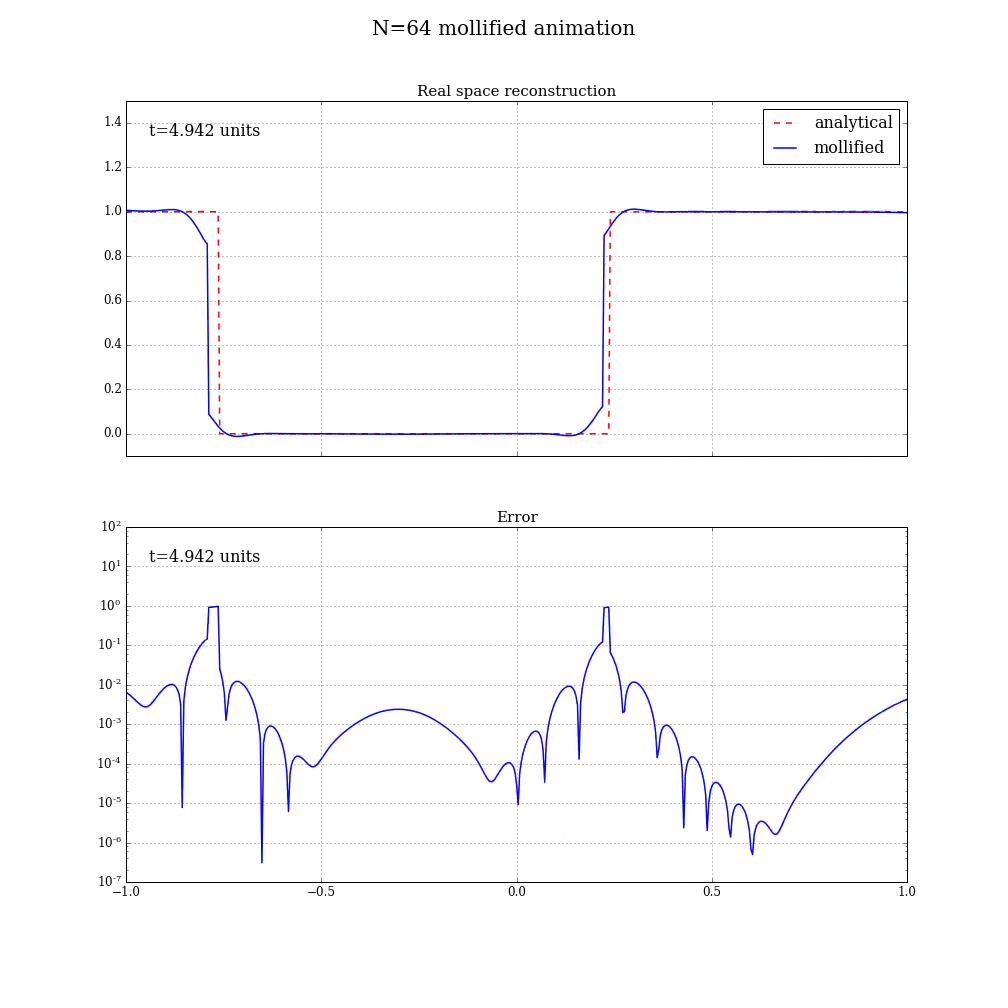 N=64 mollified animation
Real space reconstruction
t=4.942 units
analytical
mollified
1.4
1.2
1.0
0.8
0.6
0.4
0.2
0.0
Error
t=4.942 units
10²
10¹
10⁰
10⁻¹
10⁻²
10⁻³
10⁻⁴
10⁻⁵
10⁻⁶
10⁻⁷
−1.0 −0.5 0.0 0.5 1.0